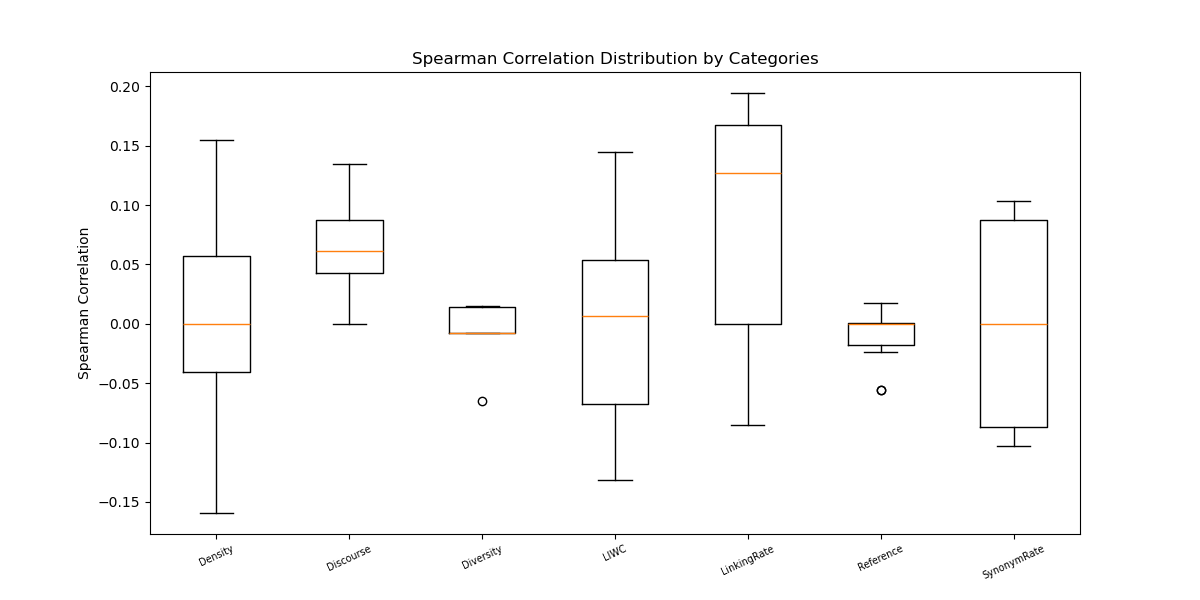 Spearman Correlation Distribution by Categories
Spearman Correlation
0.20
0.15
0.10
0.05
0.00
−0.05
−0.10
−0.15
Density
Discourse
Diversity
LIWC
LinkingRate
Reference
SynonymRate